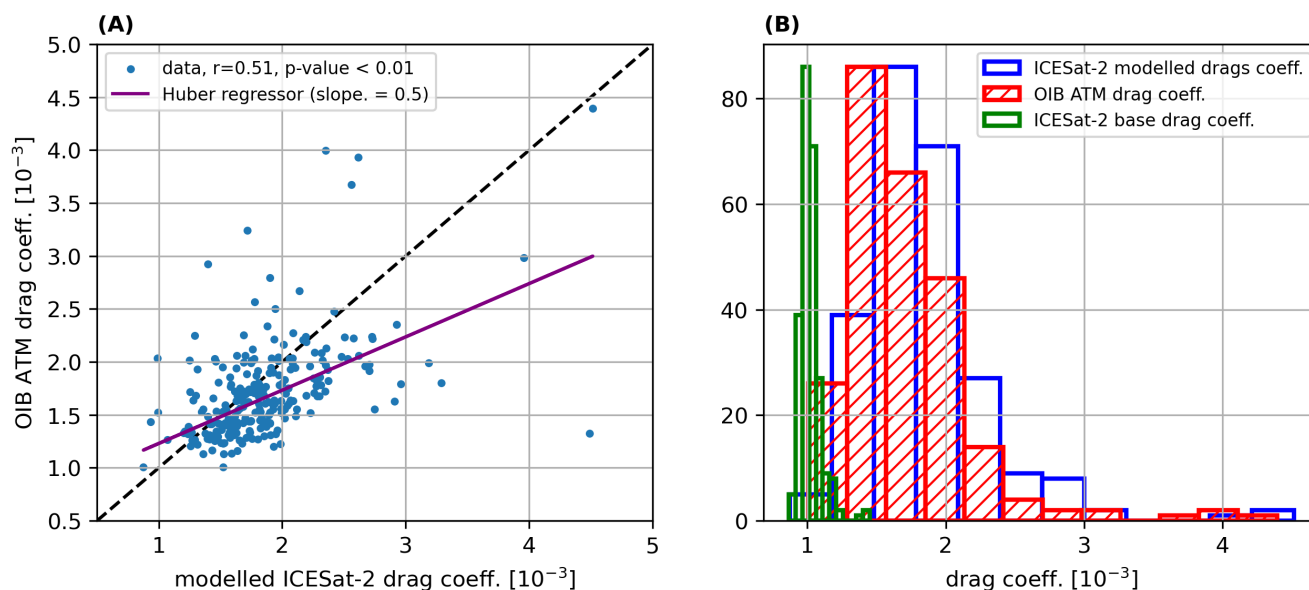 (A)
5.0
4.5
4.0
3.5
3.0
2.5
2.0
1.5
1.0
0.5
OIB ATM drag coeff. [10⁻³]
data, r=0.51, p-value < 0.01
Huber regressor (slope. = 0.5)
1 2 3 4 5
modelled ICESat-2 drag coeff. [10⁻³]
(B)
80
60
40
20
0
ICESat-2 modelled drags coeff.
OIB ATM drag coeff.
ICESat-2 base drag coeff.
1 2 3 4
drag coeff. [10⁻³]